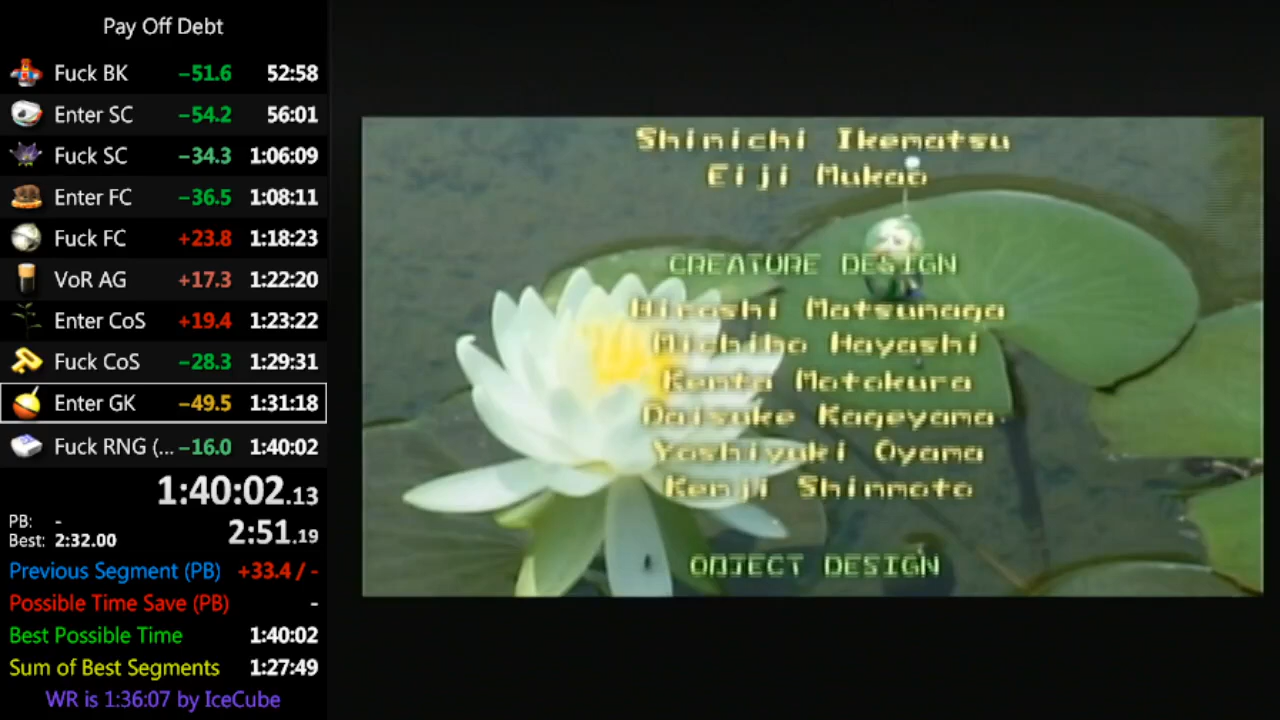 Pay Off Debt
Fuck BK −51.6 52:58
Enter SC −54.2 56:01
Fuck SC −34.3 1:06:09
Enter FC −36.5 1:08:11
Fuck FC +23.8 1:18:23
VoR AG +17.3 1:22:20
Enter CoS +19.4 1:23:22
Fuck CoS −28.3 1:29:31
Enter GK −49.5 1:31:18
Fuck RNG (... −16.0 1:40:02
1:40:02.13
PB: -
Best: 2:32.00 2:51.19
Previous Segment (PB) +33.4 / -
Possible Time Save (PB) -
Best Possible Time 1:40:02
Sum of Best Segments 1:27:49
WR is 1:36:07 by IceCube
Shinichi Ikematsu
Eiji Mukao
CREATURE DESIGN
Hiroshi Matsunaga
Michiho Hayashi
Kenta Motokura
Daisuke Kageyama
Yoshiyuki Oyama
Kenji Shinmoto
OBJECT DESIGN